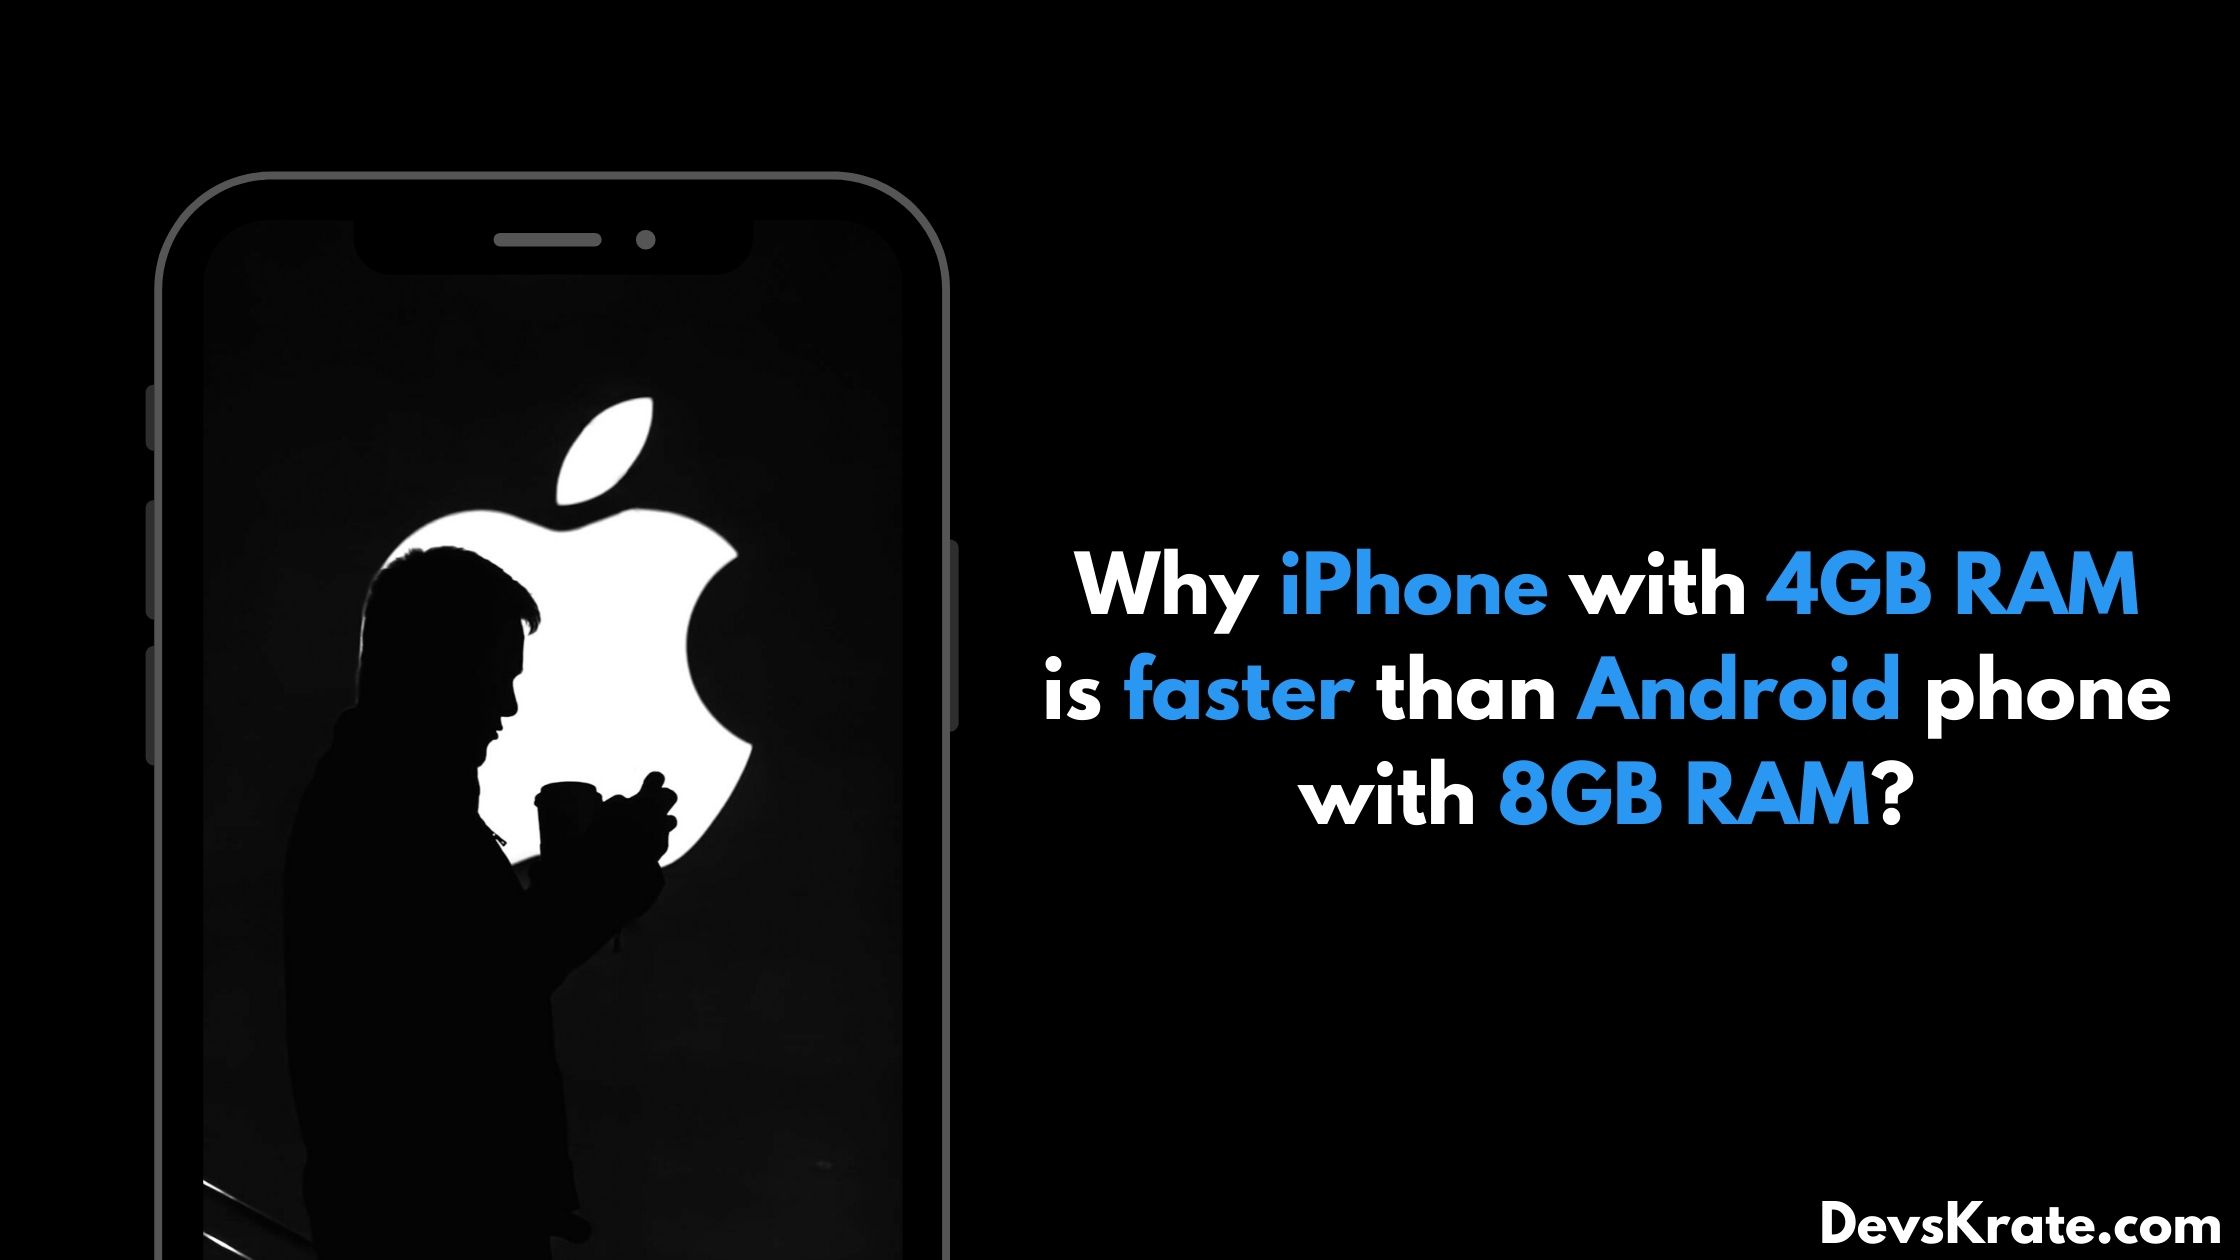 Why iPhone with 4GB RAM
is faster than Android phone
with 8GB RAM?
DevsKrate.com